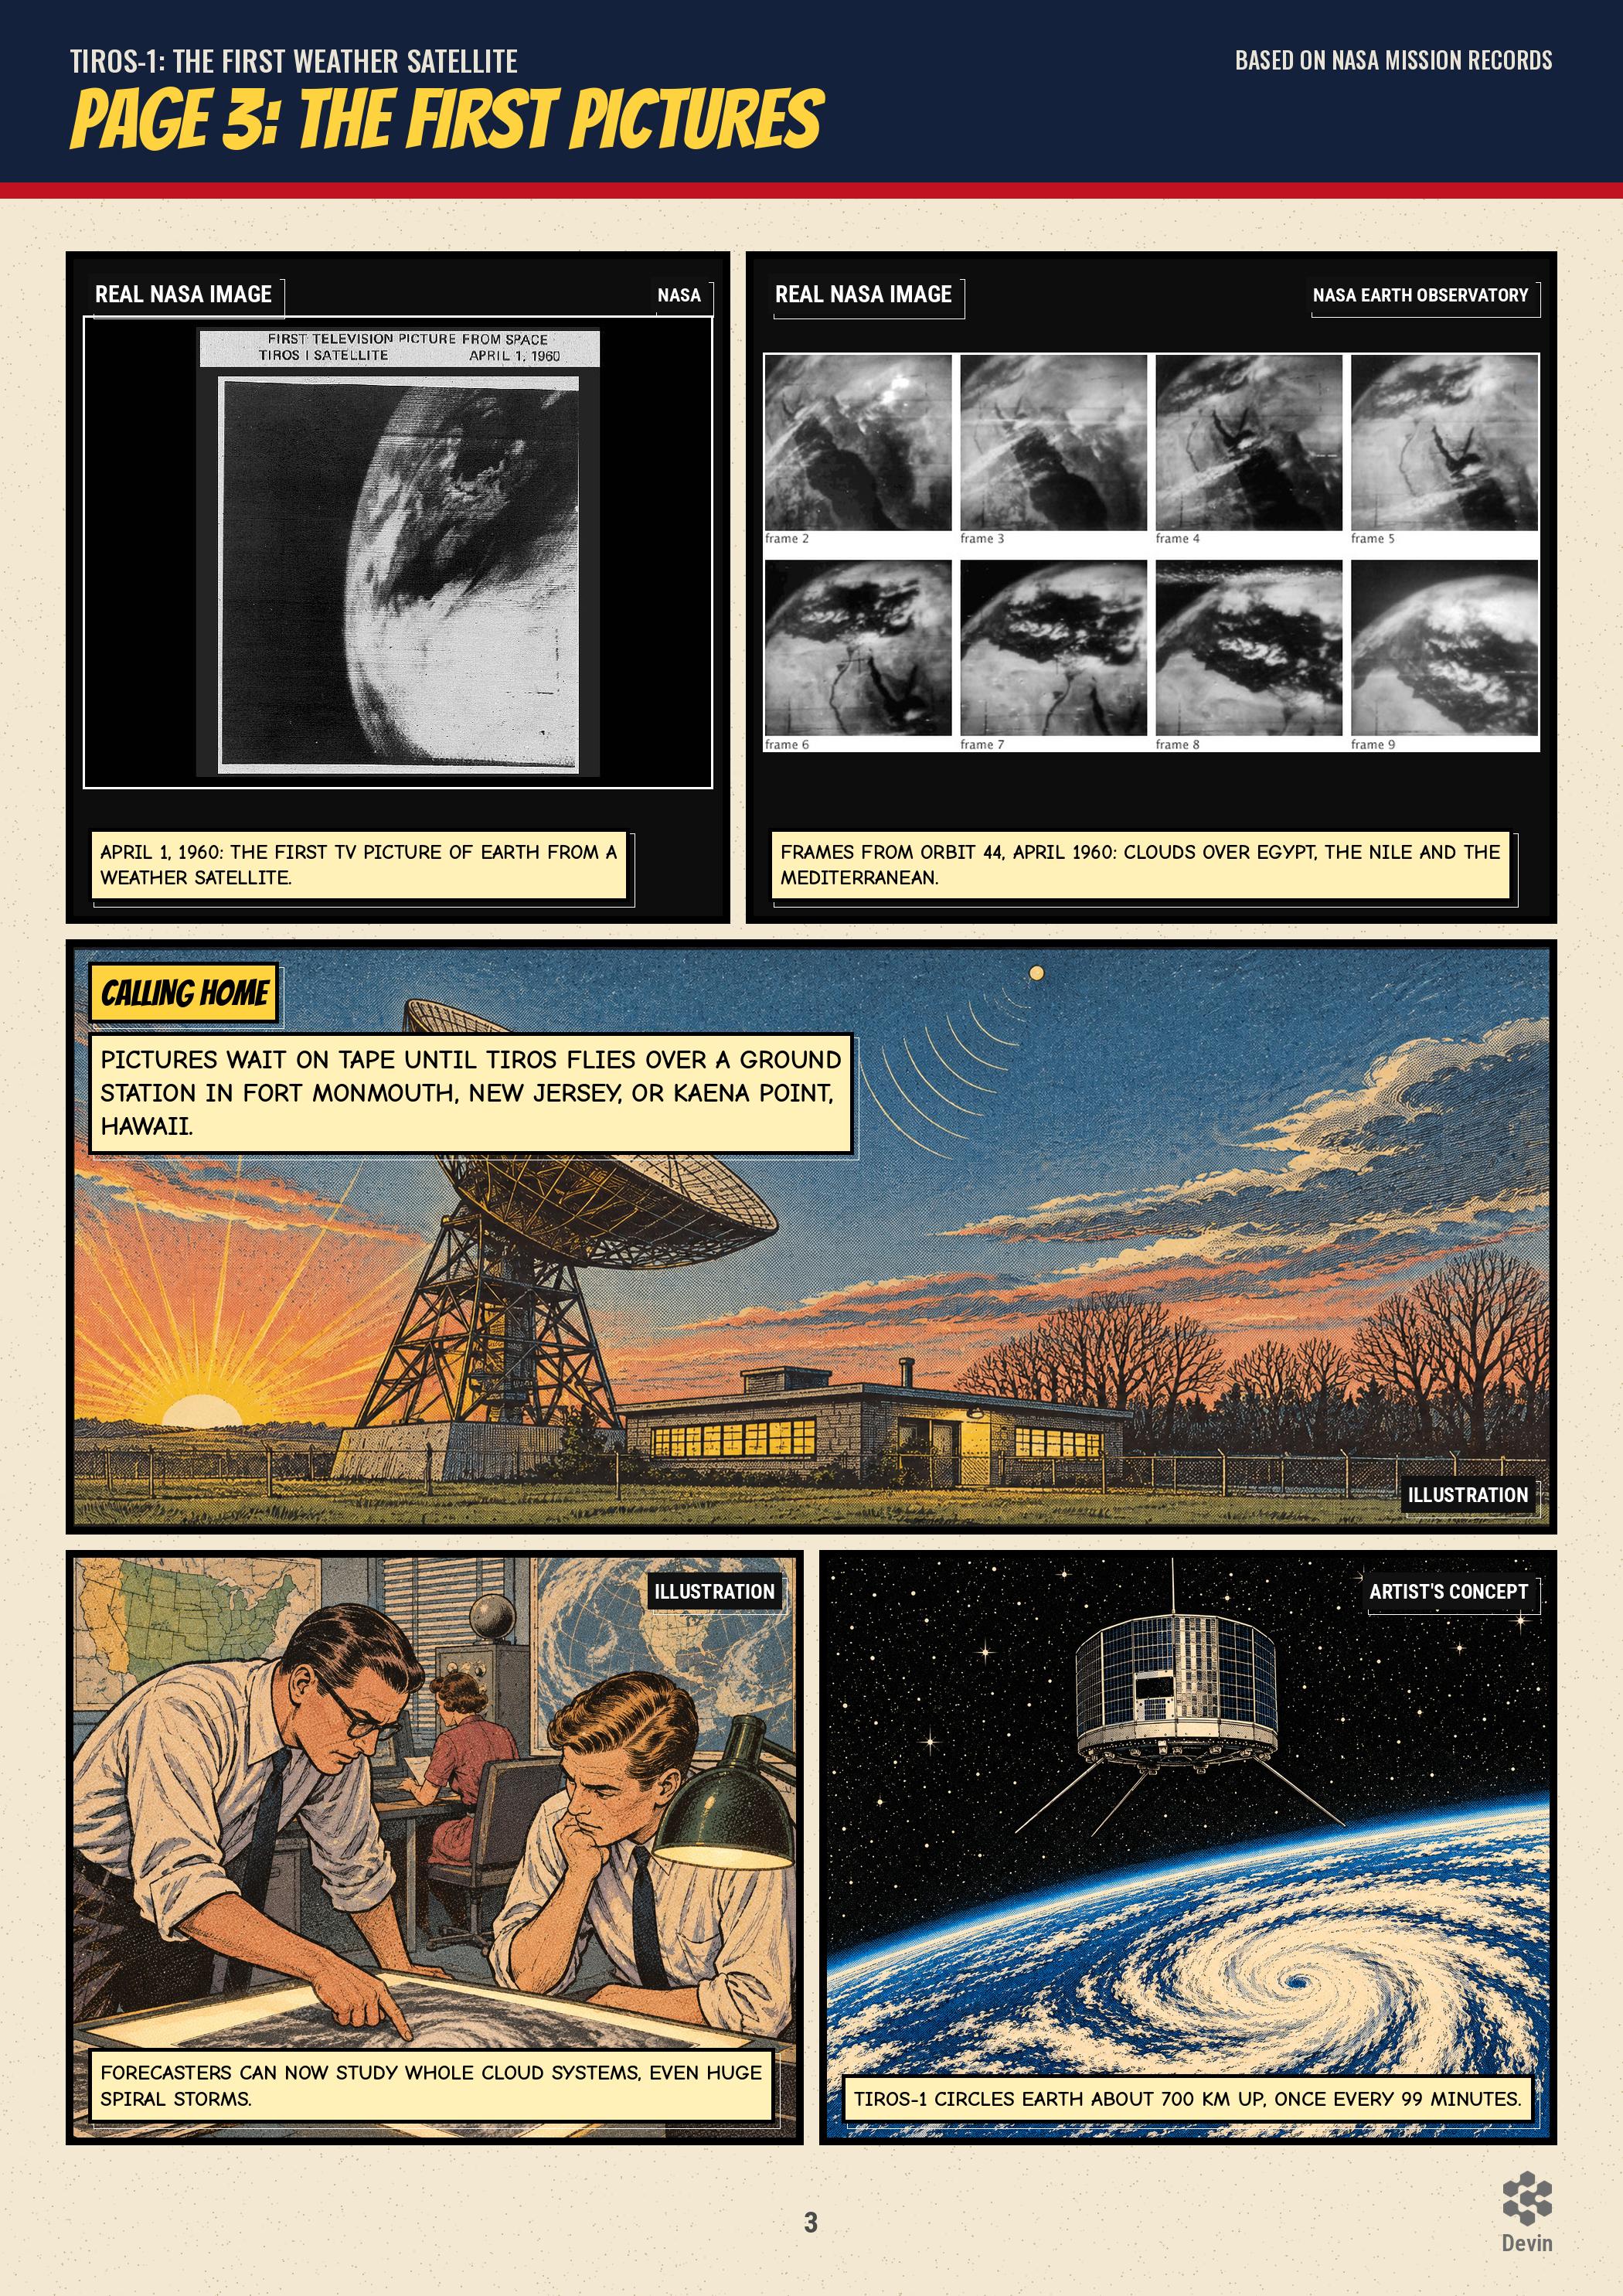 TIROS-1: THE FIRST WEATHER SATELLITE
BASED ON NASA MISSION RECORDS
PAGE 3: THE FIRST PICTURES
REAL NASA IMAGE
NASA
FIRST TELEVISION PICTURE FROM SPACE
TIROS I SATELLITE APRIL 1, 1960
APRIL 1, 1960: THE FIRST TV PICTURE OF EARTH FROM A
WEATHER SATELLITE.
REAL NASA IMAGE
NASA EARTH OBSERVATORY
frame 2
frame 3
frame 4
frame 5
frame 6
frame 7
frame 8
frame 9
FRAMES FROM ORBIT 44, APRIL 1960: CLOUDS OVER EGYPT, THE NILE AND THE
MEDITERRANEAN.
CALLING HOME
PICTURES WAIT ON TAPE UNTIL TIROS FLIES OVER A GROUND
STATION IN FORT MONMOUTH, NEW JERSEY, OR KAENA POINT,
HAWAII.
ILLUSTRATION
ILLUSTRATION
FORECASTERS CAN NOW STUDY WHOLE CLOUD SYSTEMS, EVEN HUGE
SPIRAL STORMS.
ARTIST'S CONCEPT
TIROS-1 CIRCLES EARTH ABOUT 700 KM UP, ONCE EVERY 99 MINUTES.
3
Devin